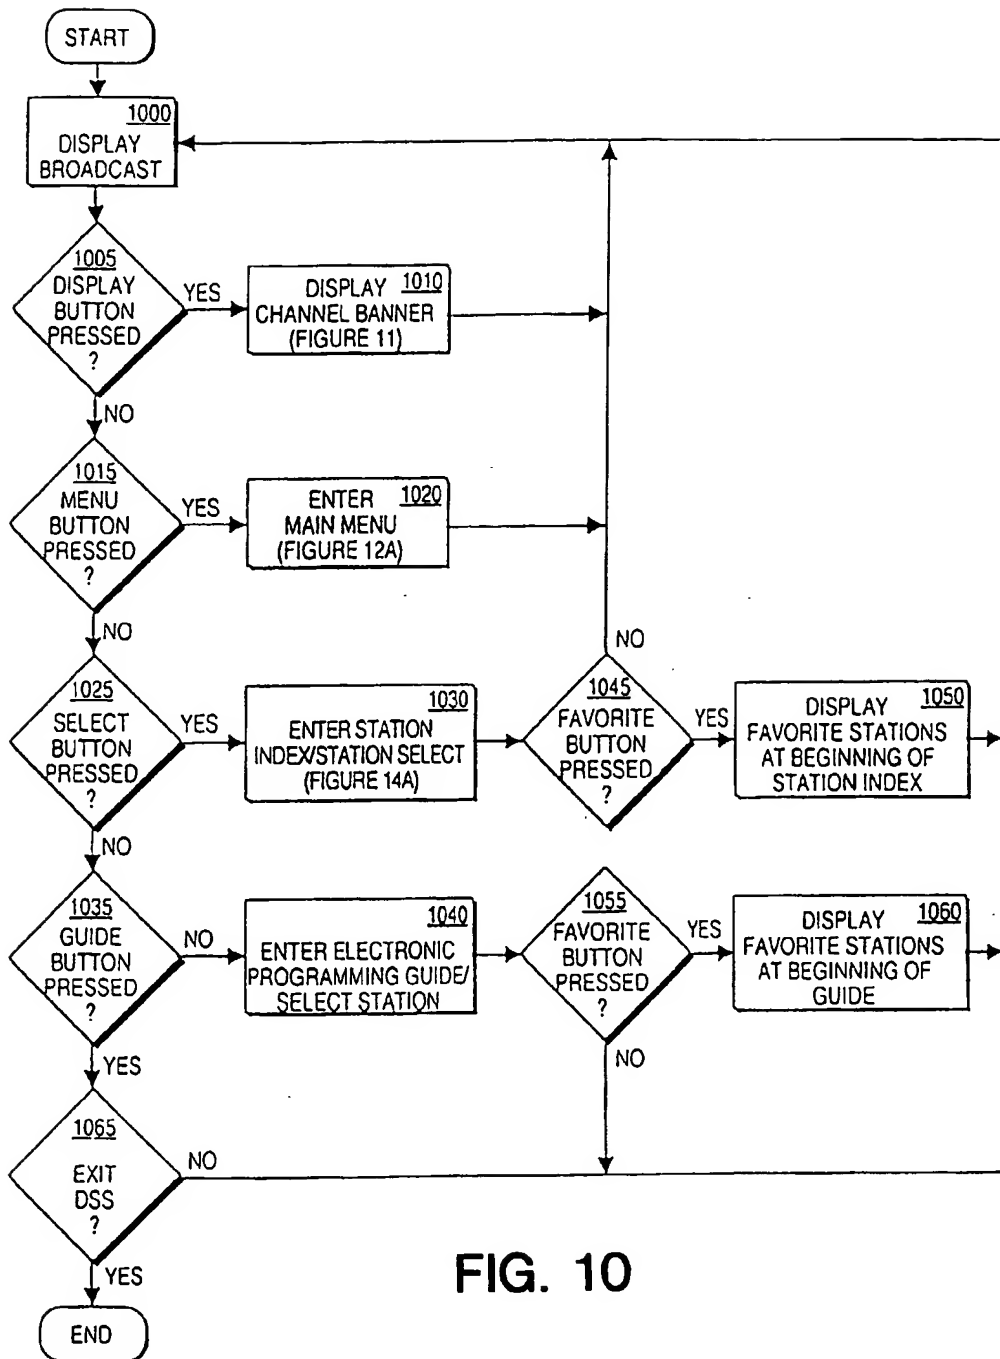 START
1000
DISPLAY
BROADCAST
1005
DISPLAY
BUTTON
PRESSED
?
YES
1010
DISPLAY
CHANNEL BANNER
(FIGURE 11)
NO
1015
MENU
BUTTON
PRESSED
?
YES
1020
ENTER
MAIN MENU
(FIGURE 12A)
NO
1025
SELECT
BUTTON
PRESSED
?
YES
1030
ENTER STATION
INDEX/STATION SELECT
(FIGURE 14A)
NO
1045
FAVORITE
BUTTON
PRESSED
?
YES
1050
DISPLAY
FAVORITE STATIONS
AT BEGINNING OF
STATION INDEX
NO
1035
GUIDE
BUTTON
PRESSED
?
NO
1040
ENTER ELECTRONIC
PROGRAMMING GUIDE/
SELECT STATION
1055
FAVORITE
BUTTON
PRESSED
?
YES
1060
DISPLAY
FAVORITE STATIONS
AT BEGINNING OF
GUIDE
NO
YES
1065
EXIT
DSS
?
NO
YES
END
FIG. 10